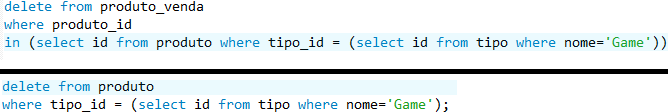 delete from produto_venda
where produto_id
in (select id from produto where tipo_id = (select id from tipo where nome='Game'))
delete from produto
where tipo_id = (select id from tipo where nome='Game');